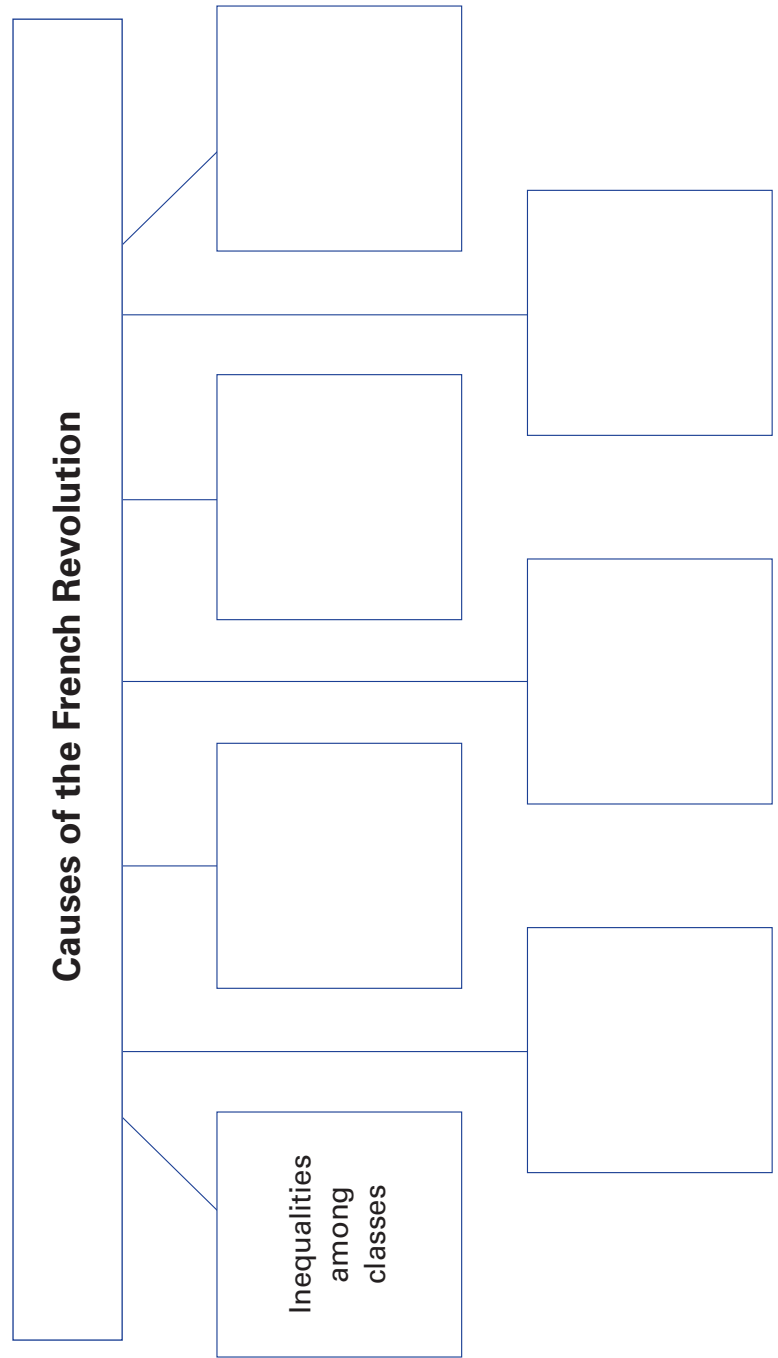 Causes of the French Revolution
Inequalities
among
classes